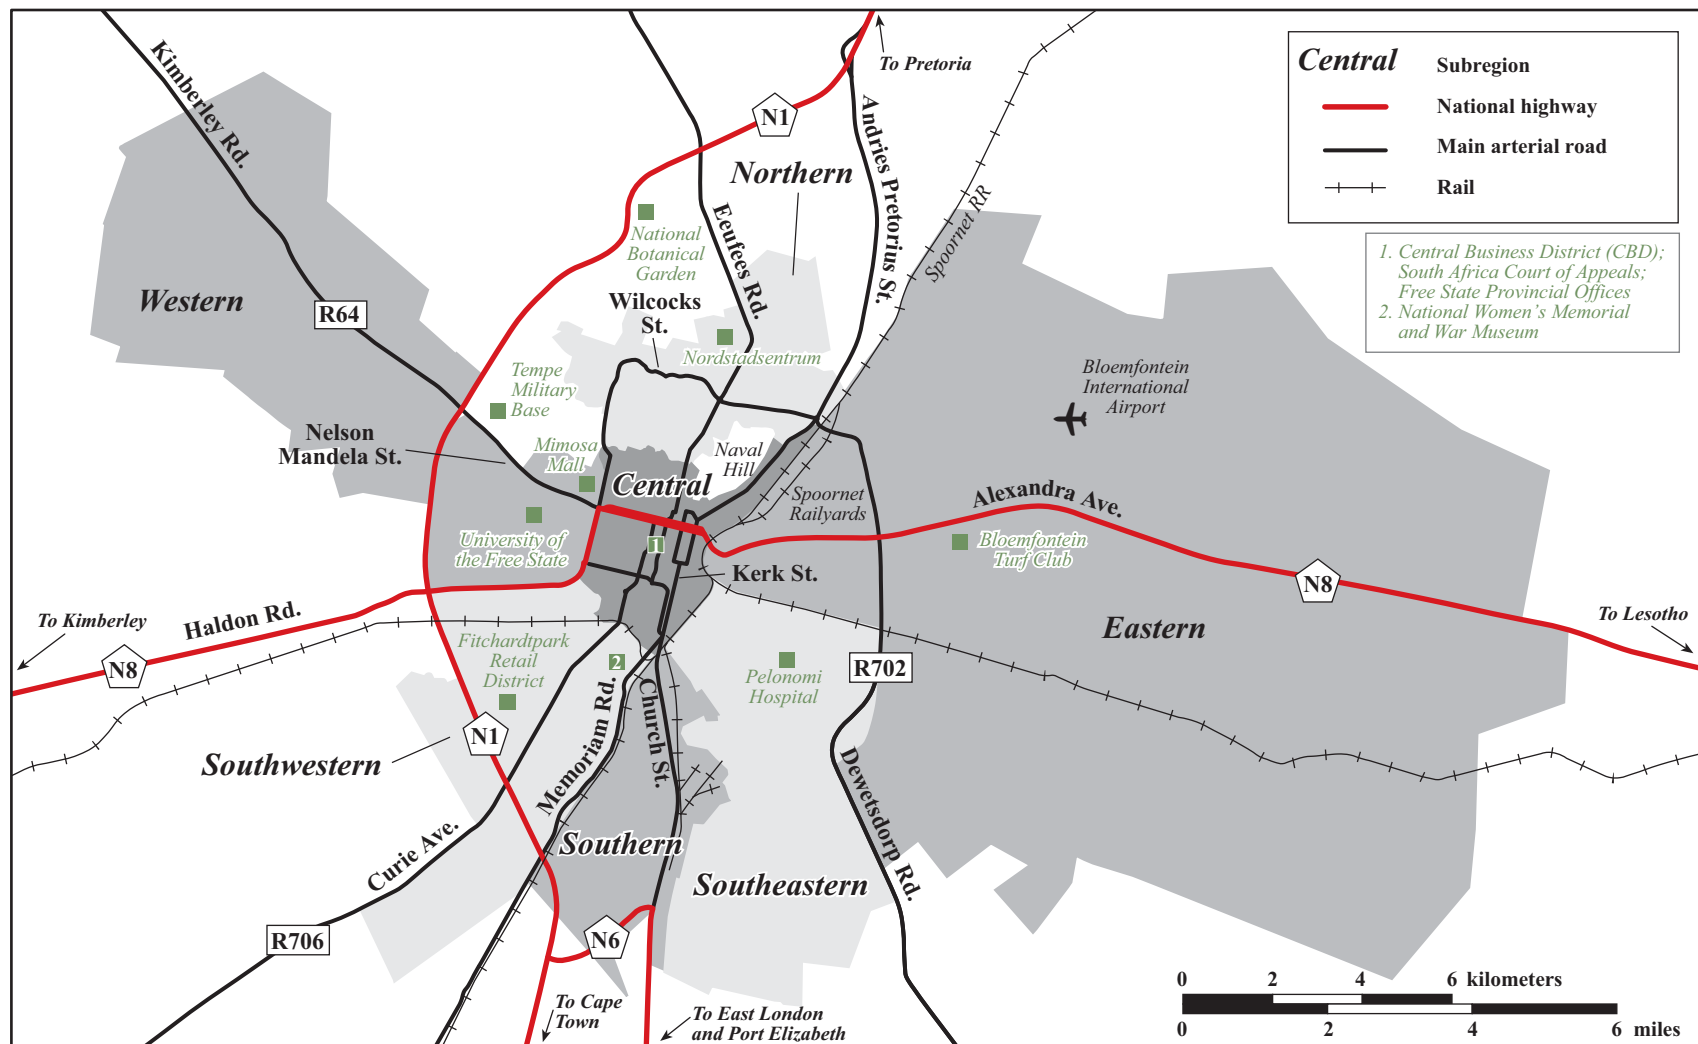 To Pretoria
Central
Subregion
National highway
Main arterial road
Rail
1. Central Business District (CBD);
South Africa Court of Appeals;
Free State Provincial Offices
2. National Women's Memorial
and War Museum
Kimberley Rd.
N1
Northern
Andries Pretorius St.
Spoornet RR
Eeufees Rd.
National
Botanical
Garden
Wilcocks
St.
Western
R64
Nordstadsentrum
Tempe
Military
Base
Bloemfontein
International
Airport
Nelson
Mandela St.
Mimosa
Mall
Naval
Hill
Central
Spoornet
Railyards
Alexandra Ave.
University of
the Free State
1
Bloemfontein
Turf Club
Kerk St.
N8
To Kimberley
Haldon Rd.
To Lesotho
Eastern
Fitchardtpark
Retail
District
2
N8
Pelonomi
Hospital
R702
N1
Southwestern
Memoriam Rd.
Church St.
Dewetsdorp Rd.
Curie Ave.
Southern
Southeastern
R706
N6
To Cape
Town
To East London
and Port Elizabeth
0 2 4 6 kilometers
0 2 4 6 miles